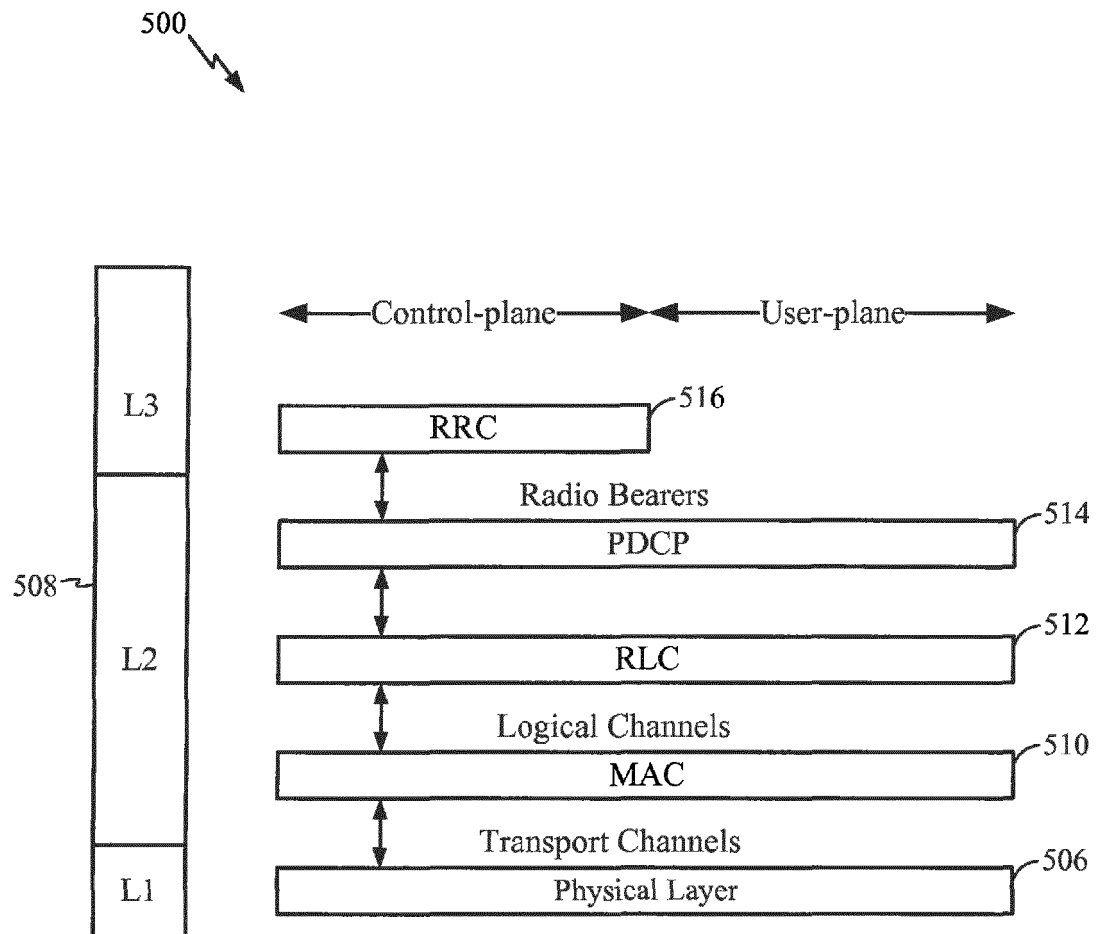 500
Control-plane User-plane
L3
516
RRC
Radio Bearers
514
PDCP
508
512
L2
RLC
Logical Channels
510
MAC
Transport Channels
506
L1
Physical Layer